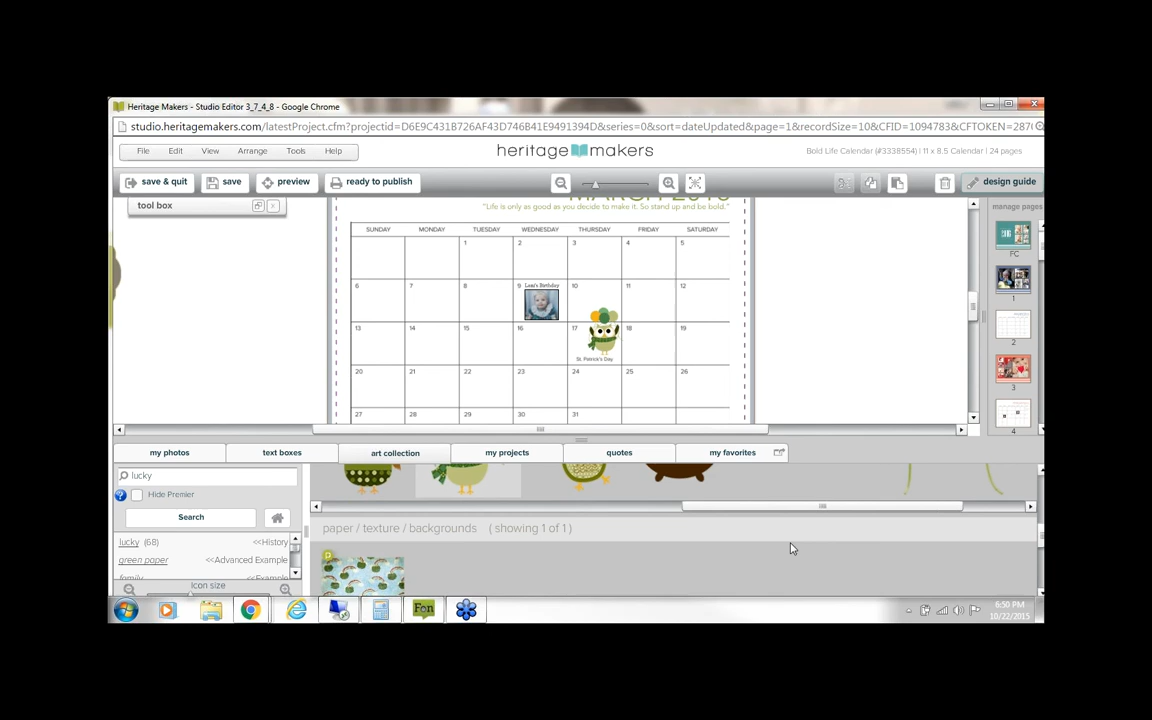 Heritage Makers - Studio Editor 3_7_4_8 - Google Chrome
studio.heritagemakers.com/latestProject.cfm?projectid=D6E9C431B726AF43D746B41E9491394D&series=0&sort=dateUpdated&page=1&recordSize=10&CFID=1094783&CFTOKEN=287
File Edit View Arrange Tools Help
heritage makers
Bold Life Calendar (#3338554) | 11 x 8.5 Calendar | 24 pages
save & quit save preview ready to publish design guide
tool box
manage pages
"Life is only as good as you decide to make it. So stand up and be bold."
SUNDAY MONDAY TUESDAY WEDNESDAY THURSDAY FRIDAY SATURDAY
1 2 3 4 5
6 7 8 9 10 11 12
13 14 15 16 17 18 19
St. Patrick's Day
20 21 22 23 24 25 26
27 28 29 30 31
FC
1
2
3
4
my photos text boxes art collection my projects quotes my favorites
lucky
Hide Premier
Search
lucky (68) <<History
green paper <<Advanced Example
family <<Example
Icon size
paper / texture / backgrounds ( showing 1 of 1 )
P
Fon
6:50 PM
10/22/2015